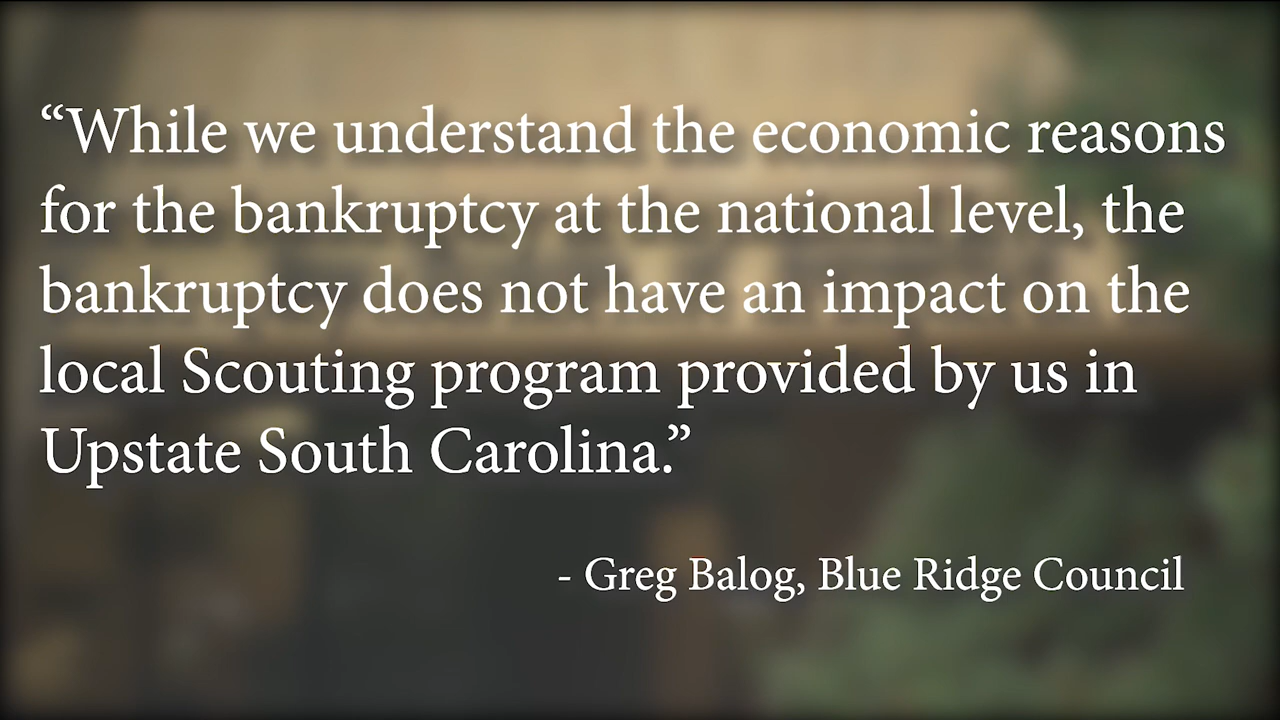 “While we understand the economic reasons
for the bankruptcy at the national level, the
bankruptcy does not have an impact on the
local Scouting program provided by us in
Upstate South Carolina.”
- Greg Balog, Blue Ridge Council